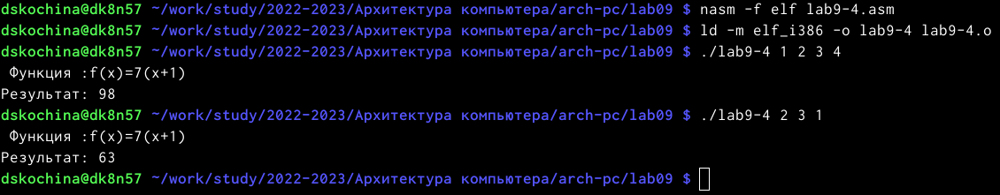 dskochina@dk8n57 ~/work/study/2022-2023/Архитектура компьютера/arch-pc/lab09 $ nasm -f elf lab9-4.asm
dskochina@dk8n57 ~/work/study/2022-2023/Архитектура компьютера/arch-pc/lab09 $ ld -m elf_i386 -o lab9-4 lab9-4.o
dskochina@dk8n57 ~/work/study/2022-2023/Архитектура компьютера/arch-pc/lab09 $ ./lab9-4 1 2 3 4
 Функция :f(x)=7(x+1)
Результат: 98
dskochina@dk8n57 ~/work/study/2022-2023/Архитектура компьютера/arch-pc/lab09 $ ./lab9-4 2 3 1
 Функция :f(x)=7(x+1)
Результат: 63
dskochina@dk8n57 ~/work/study/2022-2023/Архитектура компьютера/arch-pc/lab09 $